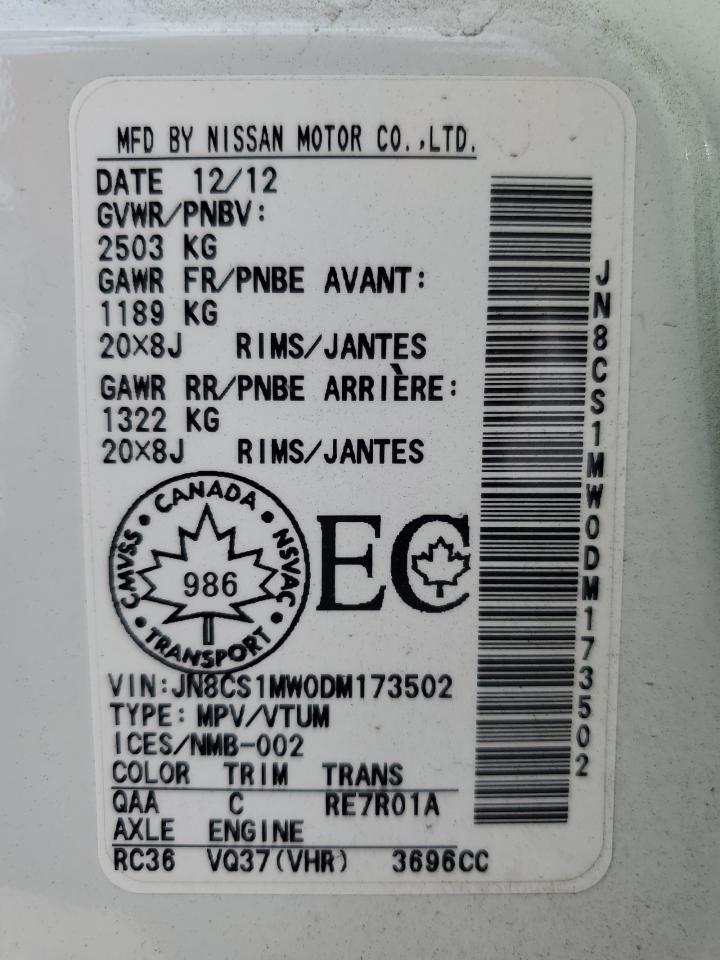 MFD BY NISSAN MOTOR CO.,LTD.
DATE 12/12
GVWR/PNBV:
2503 KG
GAWR FR/PNBE AVANT:
1189 KG
20×8J RIMS/JANTES
GAWR RR/PNBE ARRIÈRE:
1322 KG
20×8J RIMS/JANTES
CANADA
CMVSS • NSVAC
986
TRANSPORT
EC
VIN:JN8CS1MW0DM173502
TYPE: MPV/VTUM
ICES/NMB-002
COLOR TRIM TRANS
QAA C RE7R01A
AXLE ENGINE
RC36 VQ37(VHR) 3696CC
JN8CS1MW0DM173502